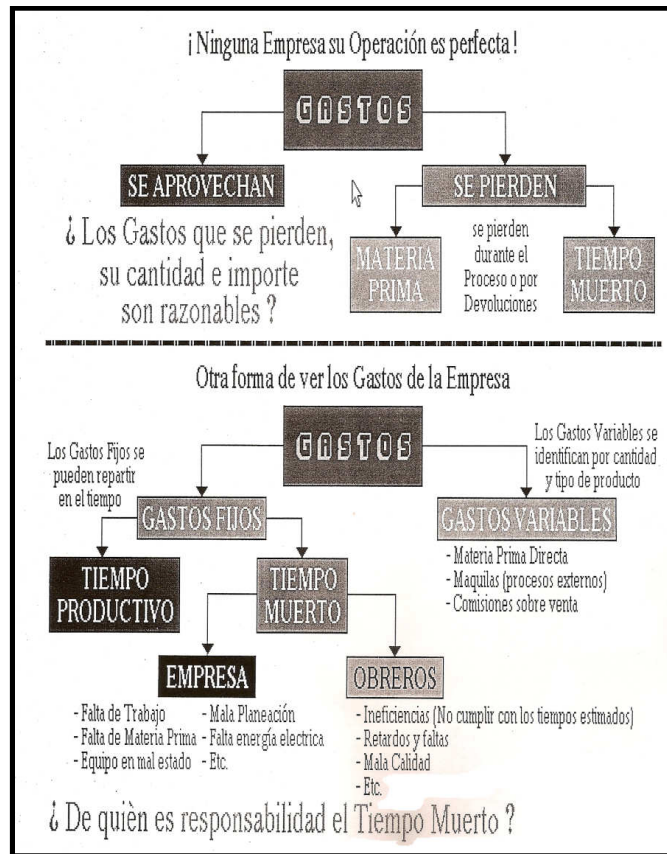 ¡ Ninguna Empresa su Operación es perfecta !
GASTOS
SE APROVECHAN
SE PIERDEN
¿ Los Gastos que se pierden,
su cantidad e importe
son razonables ?
MATERIA
PRIMA
se pierden
durante el
Proceso o por
Devoluciones
TIEMPO
MUERTO
Otra forma de ver los Gastos de la Empresa
GASTOS
Los Gastos Fijos se
pueden repartir
en el tiempo
Los Gastos Variables se
identifican por cantidad
y tipo de producto
GASTOS FIJOS
GASTOS VARIABLES
- Materia Prima Directa
- Maquilas (procesos externos)
- Comisiones sobre venta
TIEMPO
PRODUCTIVO
TIEMPO
MUERTO
EMPRESA
- Falta de Trabajo
- Falta de Materia Prima
- Equipo en mal estado
- Mala Planeación
- Falta energía electrica
- Etc.
OBREROS
- Ineficiencias (No cumplir con los tiempos estimados)
- Retardos y faltas
- Mala Calidad
- Etc.
¿ De quièn es responsabilidad el Tiempo Muerto ?